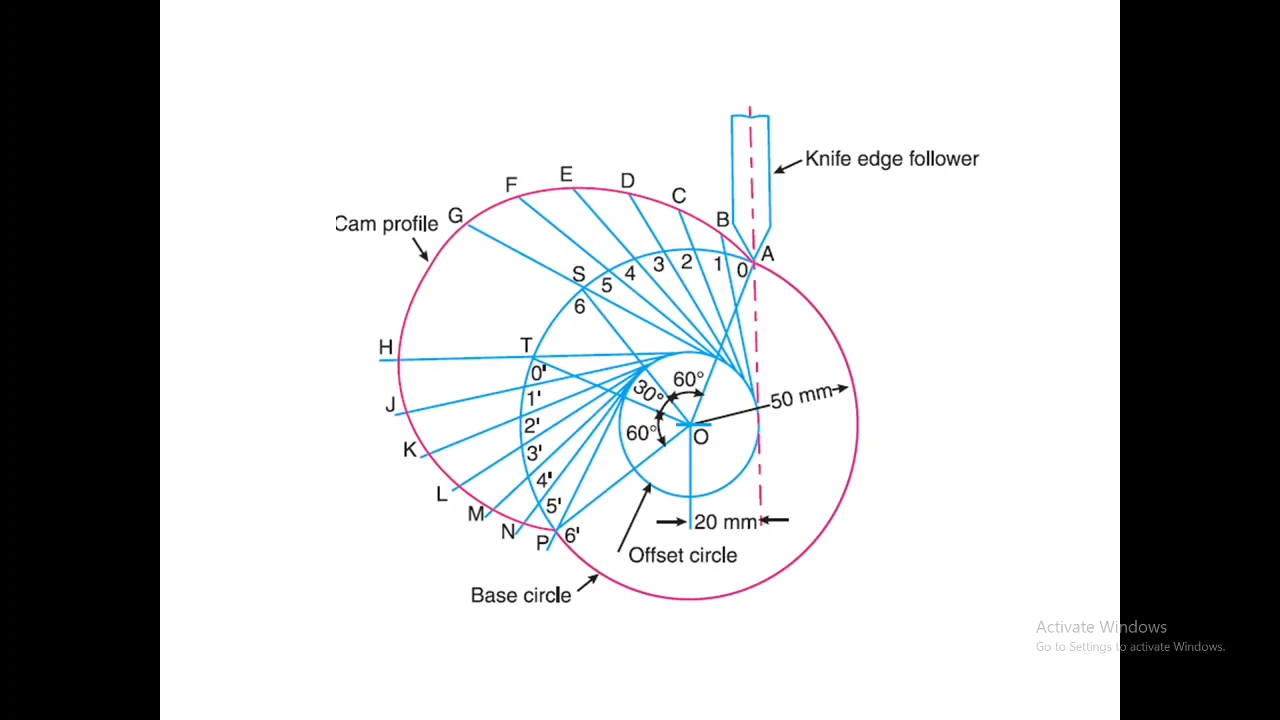 Knife edge follower
E
D
F
C
G
B
Cam profile
A
S
5
4
3
2
1
0
6
H
T
0'
30°
60°
50 mm
J
1'
2'
60°
O
K
3'
L
4'
M
5'
20 mm
N
P
6'
Offset circle
Base circle
Activate Windows
Go to Settings to activate Windows.